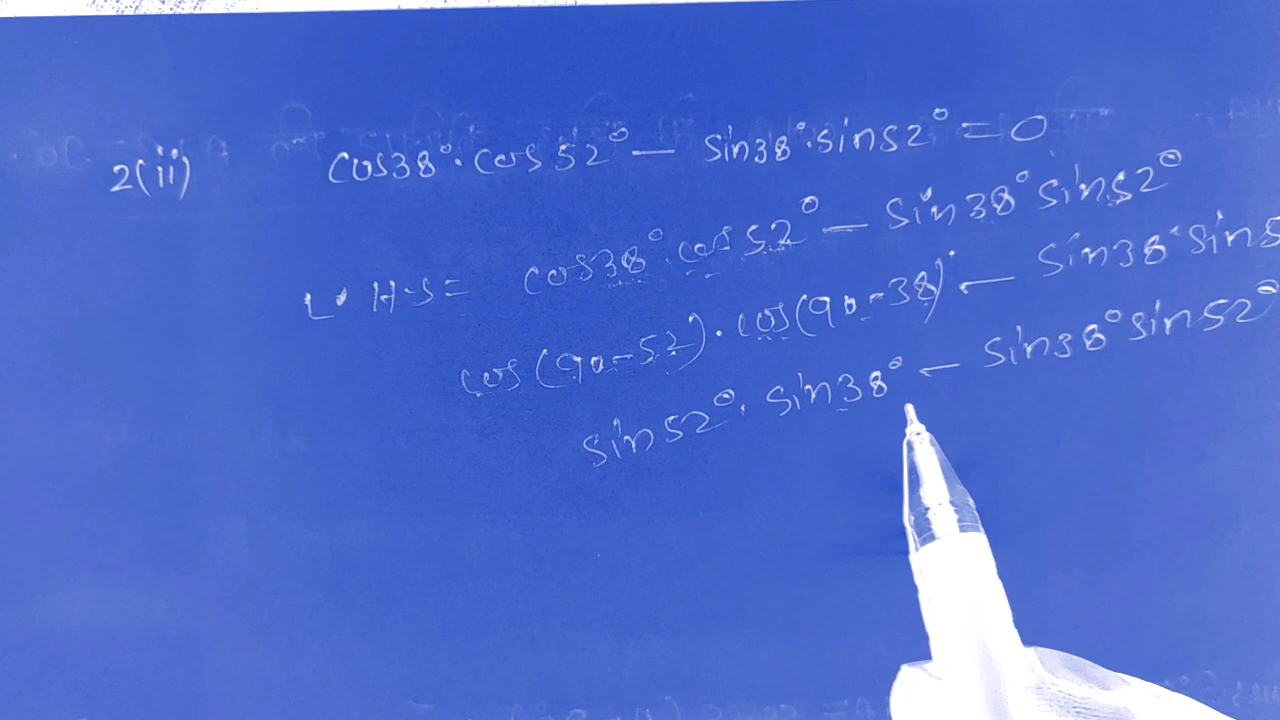 2(ii) cos38°·cos52° — sin38°·sin52° = 0
L·H·S = cos38°·cos52° — sin38° sin52°
cos(90-52)·cos(90-38) — sin38° sin5
sin52°·sin38° — sin38° sin52°